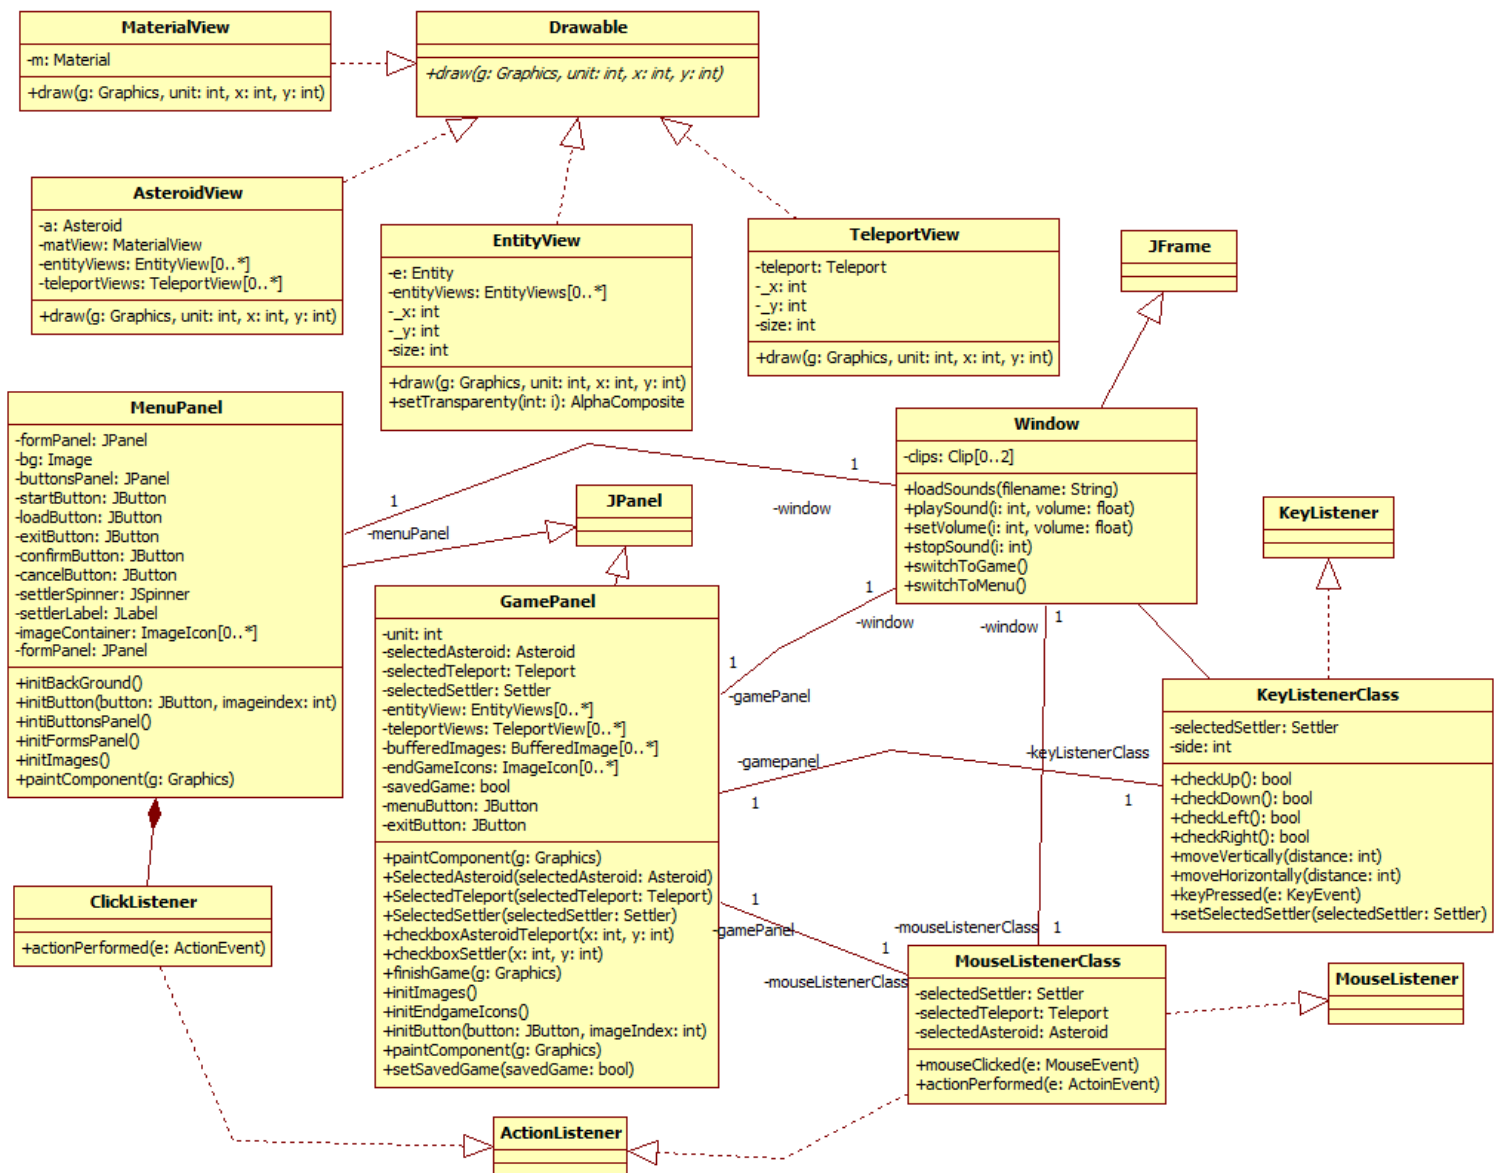 MaterialView
-m: Material
+draw(g: Graphics, unit: int, x: int, y: int)
Drawable
+draw(g: Graphics, unit: int, x: int, y: int)
AsteroidView
-a: Asteroid
-matView: MaterialView
-entityViews: EntityView[0..*]
-teleportViews: TeleportView[0..*]
+draw(g: Graphics, unit: int, x: int, y: int)
EntityView
-e: Entity
-entityViews: EntityViews[0..*]
-_x: int
-_y: int
-size: int
+draw(g: Graphics, unit: int, x: int, y: int)
+setTransparenty(int: i): AlphaComposite
TeleportView
-teleport: Teleport
-_x: int
-_y: int
-size: int
+draw(g: Graphics, unit: int, x: int, y: int)
JFrame
MenuPanel
-formPanel: JPanel
-bg: Image
-buttonsPanel: JPanel
-startButton: JButton
-loadButton: JButton
-exitButton: JButton
-confirmButton: JButton
-cancelButton: JButton
-settlerSpinner: JSpinner
-settlerLabel: JLabel
-imageContainer: ImageIcon[0..*]
-formPanel: JPanel
+initBackGround()
+initButton(button: JButton, imageindex: int)
+intiButtonsPanel()
+initFormsPanel()
+initImages()
+paintComponent(g: Graphics)
1
-menuPanel
1
-window
JPanel
Window
-clips: Clip[0..2]
+loadSounds(filename: String)
+playSound(i: int, volume: float)
+setVolume(i: int, volume: float)
+stopSound(i: int)
+switchToGame()
+switchToMenu()
KeyListener
GamePanel
-unit: int
-selectedAsteroid: Asteroid
-selectedTeleport: Teleport
-selectedSettler: Settler
-entityView: EntityViews[0..*]
-teleportViews: TeleportView[0..*]
-bufferedImages: BufferedImage[0..*]
-endGameIcons: ImageIcon[0..*]
-savedGame: bool
-menuButton: JButton
-exitButton: JButton
+paintComponent(g: Graphics)
+SelectedAsteroid(selectedAsteroid: Asteroid)
+SelectedTeleport(selectedTeleport: Teleport)
+SelectedSettler(selectedSettler: Settler)
+checkboxAsteroidTeleport(x: int, y: int)
+checkboxSettler(x: int, y: int)
+finishGame(g: Graphics)
+initImages()
+initEndgameIcons()
+initButton(button: JButton, imageIndex: int)
+paintComponent(g: Graphics)
+setSavedGame(savedGame: bool)
1
-window
1
-gamePanel
-window
1
-gamepanel
1
-keyListenerClass
1
KeyListenerClass
-selectedSettler: Settler
-side: int
+checkUp(): bool
+checkDown(): bool
+checkLeft(): bool
+checkRight(): bool
+moveVertically(distance: int)
+moveHorizontally(distance: int)
+keyPressed(e: KeyEvent)
+setSelectedSettler(selectedSettler: Settler)
1
-gamePanel
1
-mouseListenerClass
-mouseListenerClass
1
ClickListener
+actionPerformed(e: ActionEvent)
MouseListenerClass
-selectedSettler: Settler
-selectedTeleport: Teleport
-selectedAsteroid: Asteroid
+mouseClicked(e: MouseEvent)
+actionPerformed(e: ActoinEvent)
MouseListener
ActionListener